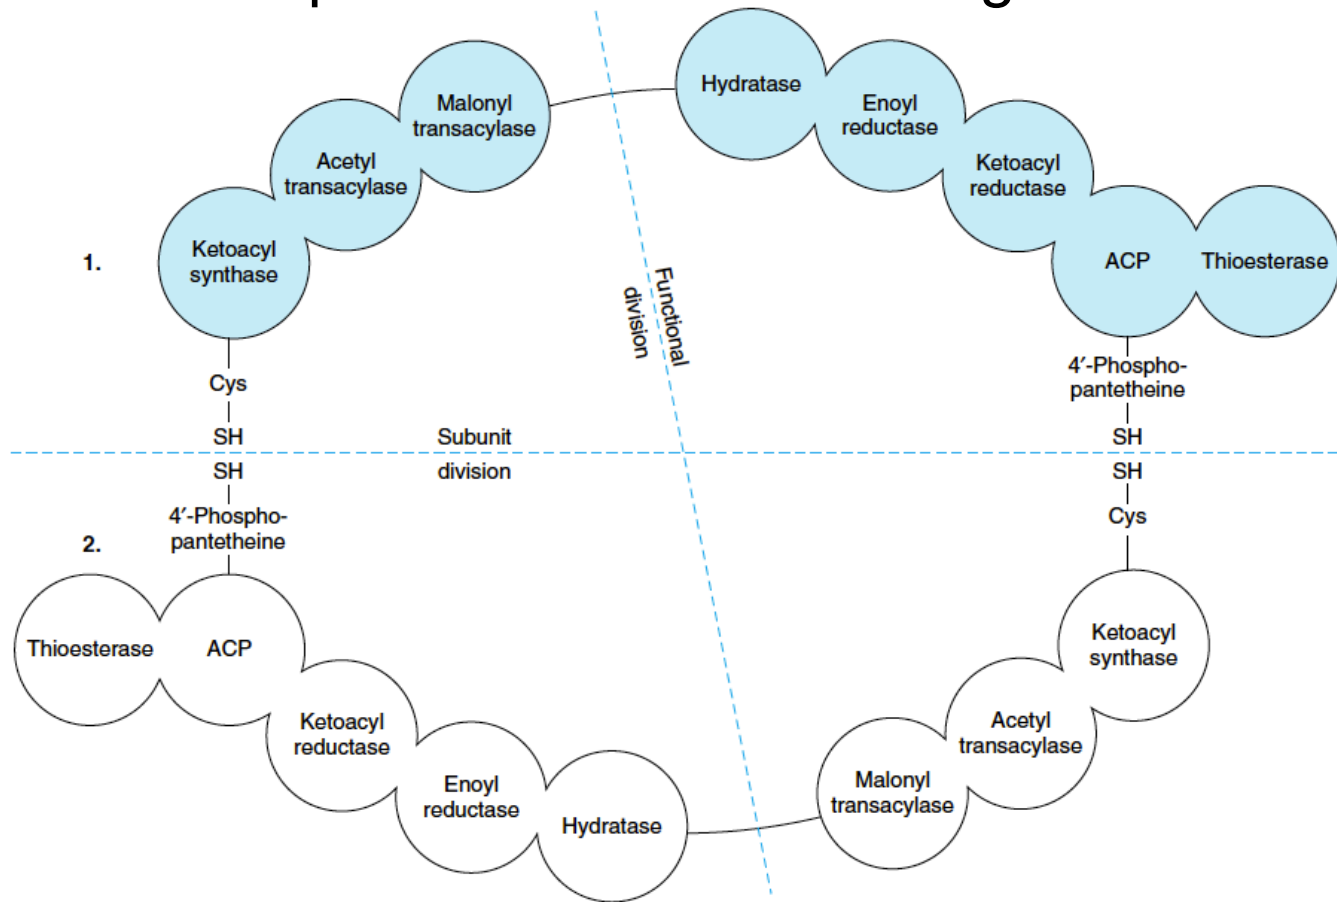 Malonyl
transacylase
Acetyl
transacylase
Ketoacyl
synthase
Hydratase
Enoyl
reductase
Ketoacyl
reductase
ACP
Thioesterase
1.
Functional
division
Cys
SH
4′-Phospho-
pantetheine
SH
Subunit
division
SH
4′-Phospho-
pantetheine
SH
Cys
2.
Thioesterase
ACP
Ketoacyl
reductase
Enoyl
reductase
Hydratase
Ketoacyl
synthase
Acetyl
transacylase
Malonyl
transacylase